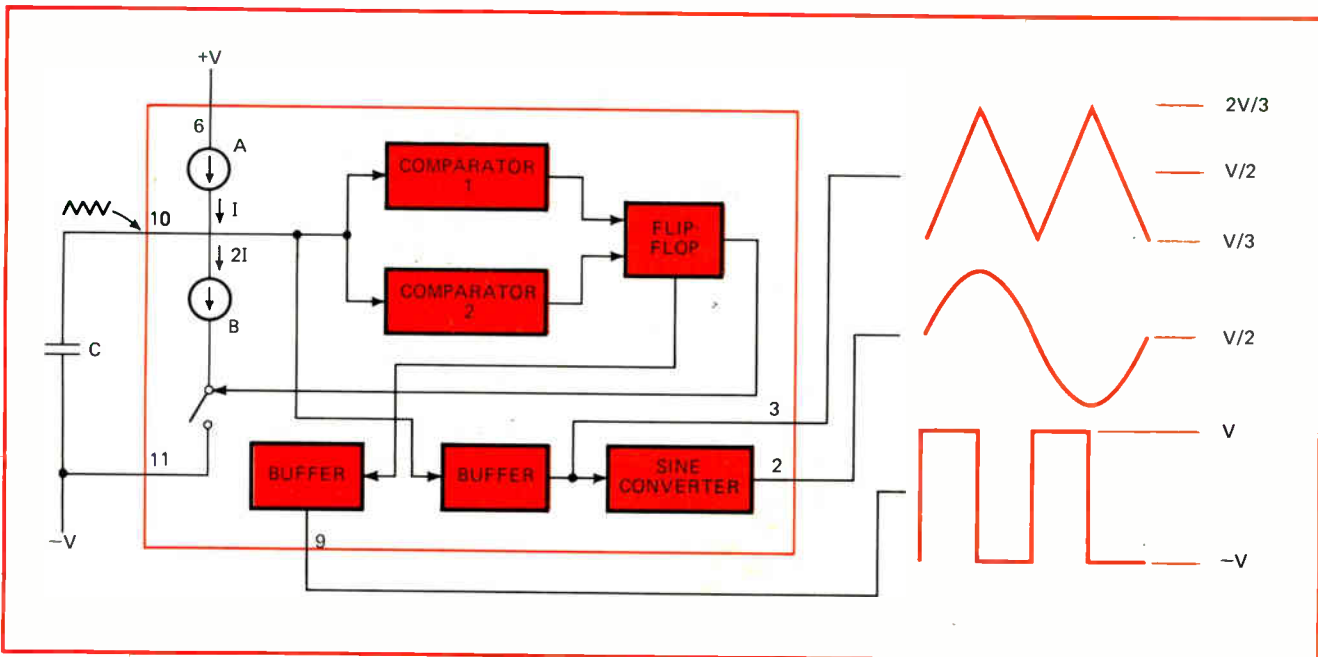 +V
6
A
I
10
2I
B
C
11
-V
COMPARATOR
1
COMPARATOR
2
FLIP-
FLOP
BUFFER
BUFFER
SINE
CONVERTER
3
2
9
2V/3
V/2
V/3
V/2
V
-V